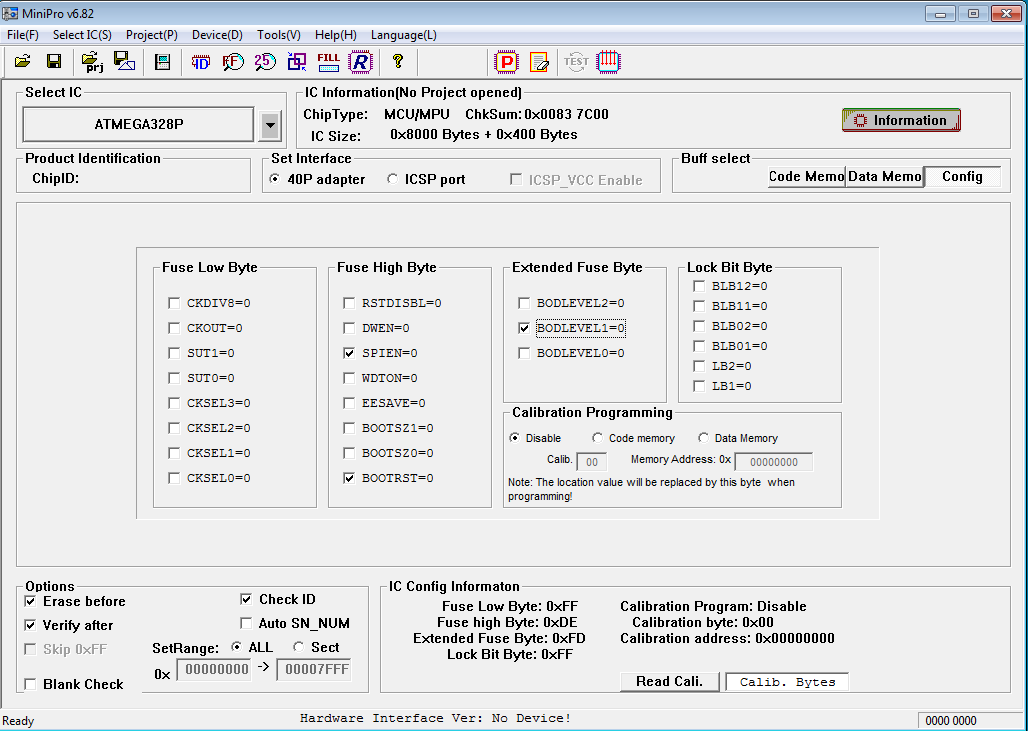 MiniPro v6.82
File(F) Select IC(S) Project(P) Device(D) Tools(V) Help(H) Language(L)
prj ID FF 25 FILL R ? P TEST
Select IC
ATMEGA328P
IC Information(No Project opened)
ChipType: MCU/MPU ChkSum:0x0083 7C00
IC Size: 0x8000 Bytes + 0x400 Bytes
Information
Product Identification
ChipID:
Set Interface
40P adapter ICSP port ICSP_VCC Enable
Buff select
Code Memo Data Memo Config
Fuse Low Byte
CKDIV8=0
CKOUT=0
SUT1=0
SUT0=0
CKSEL3=0
CKSEL2=0
CKSEL1=0
CKSEL0=0
Fuse High Byte
RSTDISBL=0
DWEN=0
SPIEN=0
WDTON=0
EESAVE=0
BOOTSZ1=0
BOOTSZ0=0
BOOTRST=0
Extended Fuse Byte
BODLEVEL2=0
BODLEVEL1=0
BODLEVEL0=0
Lock Bit Byte
BLB12=0
BLB11=0
BLB02=0
BLB01=0
LB2=0
LB1=0
Calibration Programming
Disable Code memory Data Memory
Calib. 00 Memory Address: 0x 00000000
Note: The location value will be replaced by this byte when
programming!
Options
Erase before
Verify after
Skip 0xFF
Blank Check
Check ID
Auto SN_NUM
SetRange: ALL Sect
0x 00000000 -> 00007FFF
IC Config Informaton
Fuse Low Byte: 0xFF
Fuse high Byte: 0xDE
Extended Fuse Byte: 0xFD
Lock Bit Byte: 0xFF
Calibration Program: Disable
Calibration byte: 0x00
Calibration address: 0x00000000
Read Cali. Calib. Bytes
Ready Hardware Interface Ver: No Device! 0000 0000